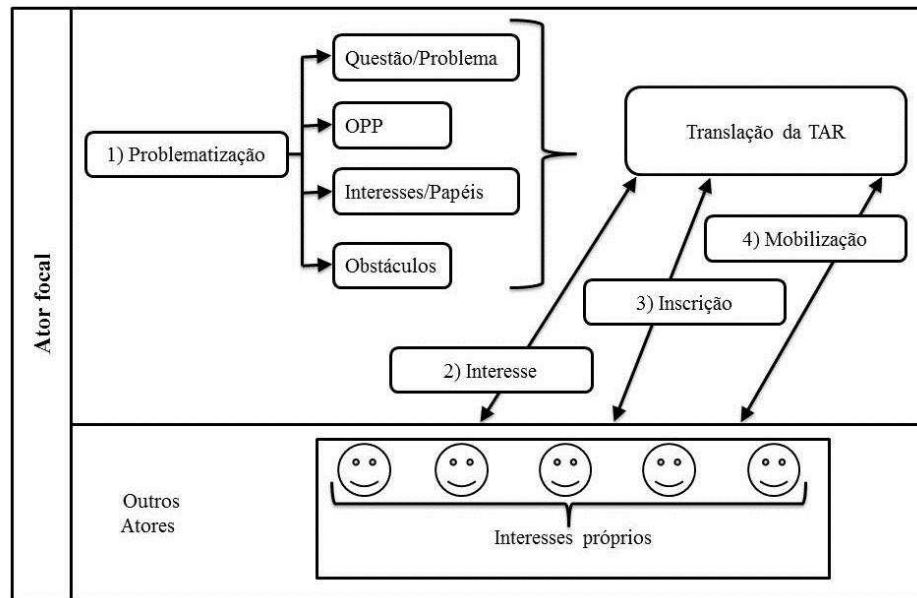 Ator focal
1) Problematização
Questão/Problema
OPP
Interesses/Papéis
Obstáculos
Translação da TAR
2) Interesse
3) Inscrição
4) Mobilização
Outros
Atores
Interesses próprios